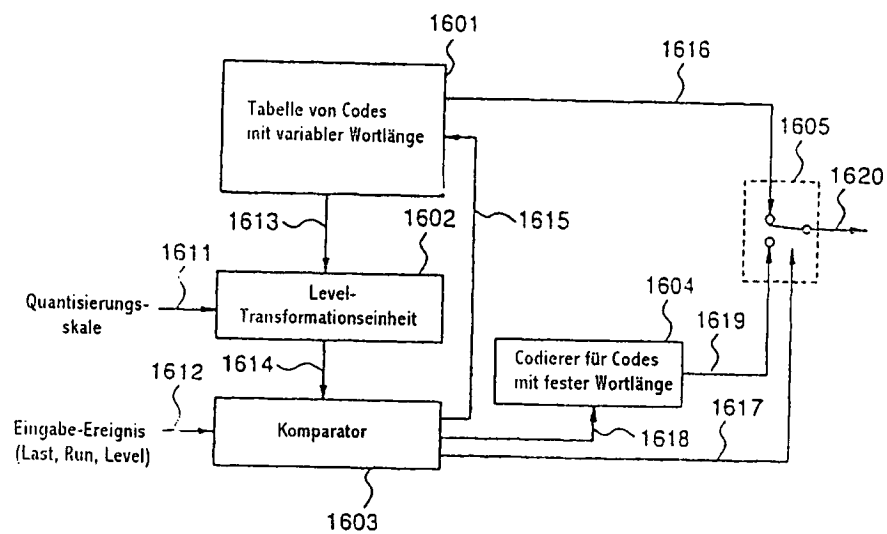 1601
1616
Tabelle von Codes
mit variabler Wortlänge
1605
1620
1613
1602
1615
1611
Quantisierungs-
skale
Level-
Transformationseinheit
1604
1619
1614
Codierer für Codes
mit fester Wortlänge
1612
1617
Eingabe-Ereignis
(Last, Run, Level)
Komparator
1618
1603